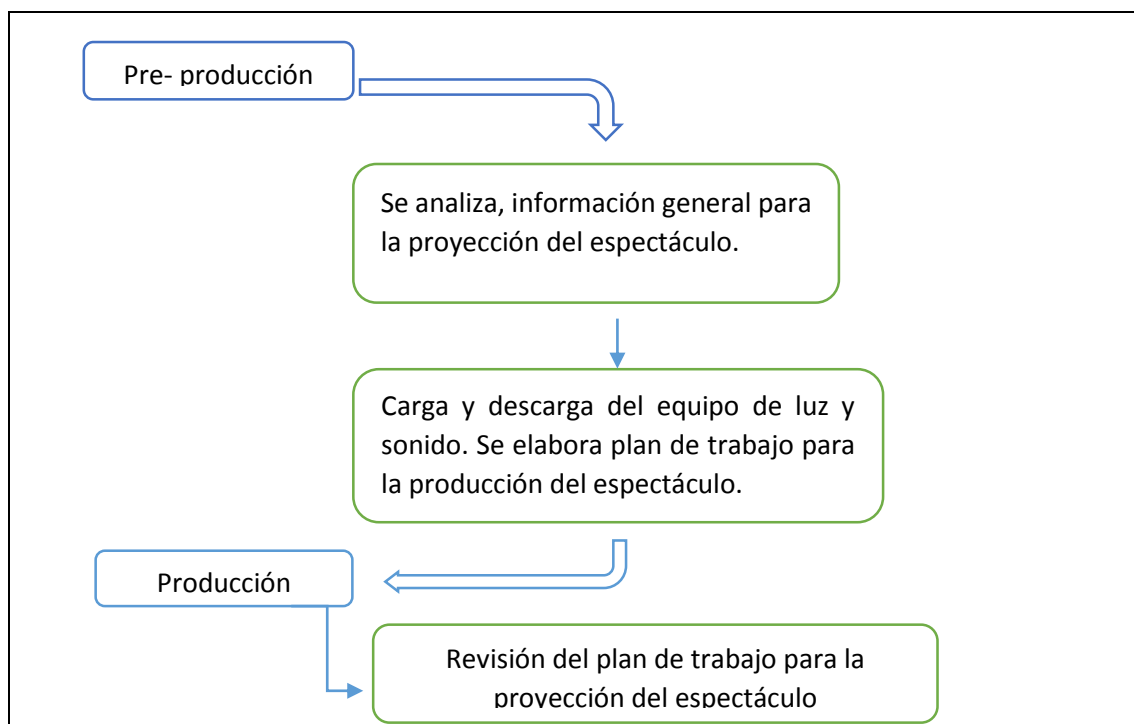 Pre- producción
Se analiza, información general para
la proyección del espectáculo.
Carga y descarga del equipo de luz y
sonido. Se elabora plan de trabajo para
la producción del espectáculo.
Producción
Revisión del plan de trabajo para la
proyección del espectáculo